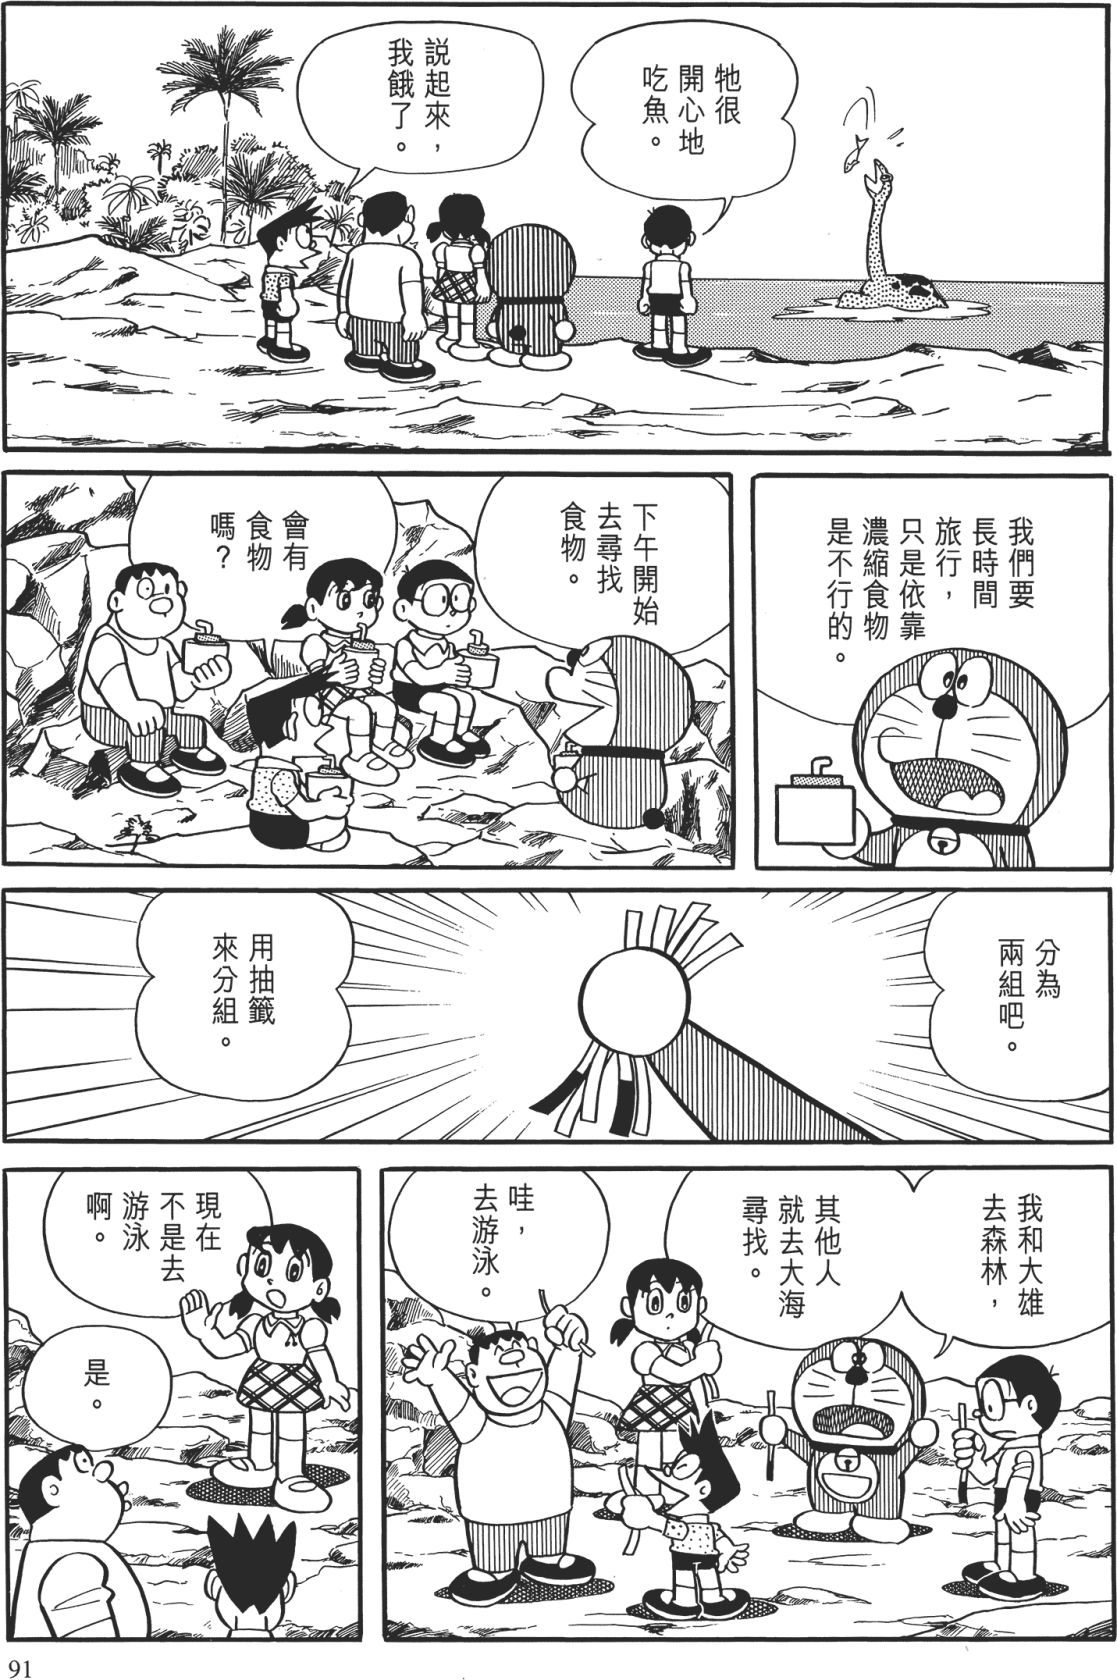 牠很
開心地
吃魚。
說起來，
我餓了。
我們要
長時間
旅行，
只是依靠
濃縮食物
是不行的。
下午開始
去尋找
食物。
會有
食物
嗎？
分為
兩組吧。
用抽籤
來分組。
我和大雄
去森林，
其他人
就去大海
尋找。
哇，
去游泳。
現在
不是去
游泳
啊。
是。
91